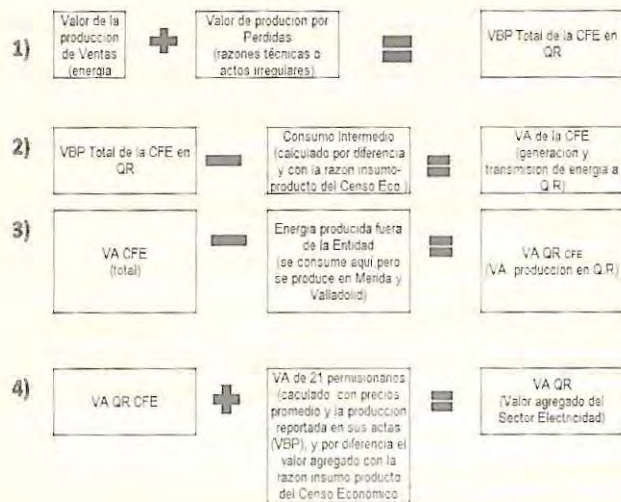 1)
Valor de la
produccion
de Ventas
(energia
Valor de producion por
Perdidas
(razones técnicas o
actos irregulares)
VBP Total de la CFE en
QR
2)
VBP Total de la CFE en
QR
Consumo Intermedio
(calculado por diferencia
y con la razon insumo-
producto del Censo Eco.)
VA de la CFE
(generacion y
transmision de energia a
Q R)
3)
VA CFE
(total)
Energia producida fuera
de la Entidad
(se consume aqui pero
se produce en Merida y
Valladolid)
VA QR CFE
(VA produccion en Q.R)
4)
VA QR CFE
VA de 21 permisionarios
(caculado con precios
promedio y la produccion
reportada en sus actas
(VBP), y por diferencia el
valor agregado con la
razon insumo producto
del Censo Económico
VA QR
(Valor agregado del
Sector Electricidad)